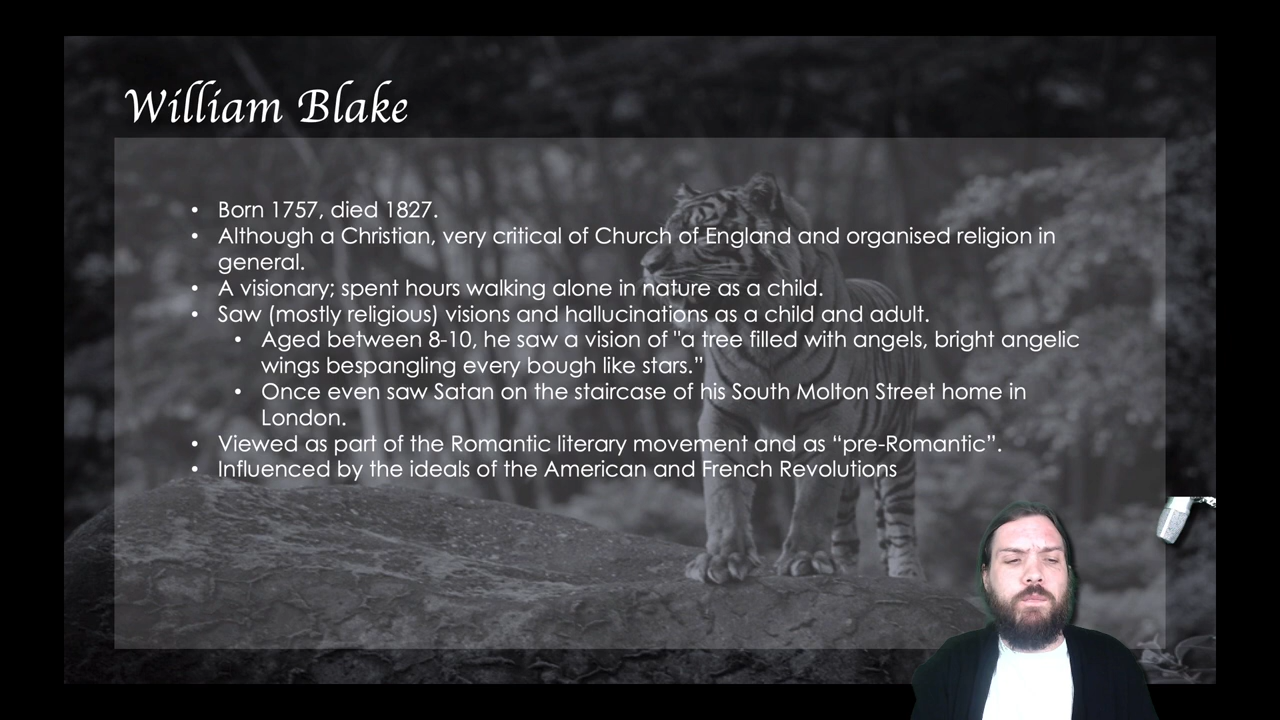 William Blake
• Born 1757, died 1827.
• Although a Christian, very critical of Church of England and organised religion in
general.
• A visionary; spent hours walking alone in nature as a child.
• Saw (mostly religious) visions and hallucinations as a child and adult.
• Aged between 8-10, he saw a vision of "a tree filled with angels, bright angelic
wings bespangling every bough like stars.”
• Once even saw Satan on the staircase of his South Molton Street home in
London.
• Viewed as part of the Romantic literary movement and as “pre-Romantic”.
• Influenced by the ideals of the American and French Revolutions